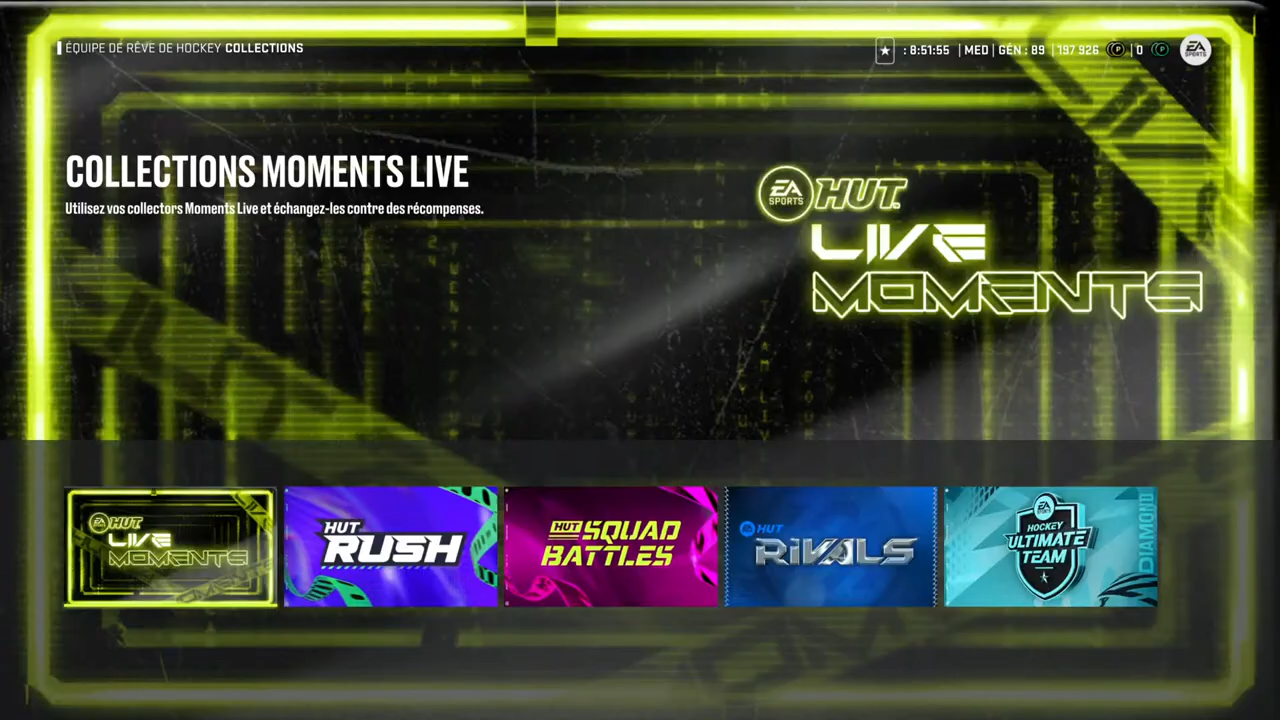 ÉQUIPE DE RÊVE DE HOCKEY COLLECTIONS
: 8:51:55 | MED | GÉN : 89 | 197 926 P | 0 P EA SPORTS
COLLECTIONS MOMENTS LIVE
Utilisez vos collectors Moments Live et échangez-les contre des récompenses.
EA SPORTS HUT
LIVE
MOMENTS
HUT
LIVE
MOMENTS
HUT
RUSH
HUT SQUAD
BATTLES
HUT
RIVALS
HOCKEY
ULTIMATE
TEAM
DIAMOND